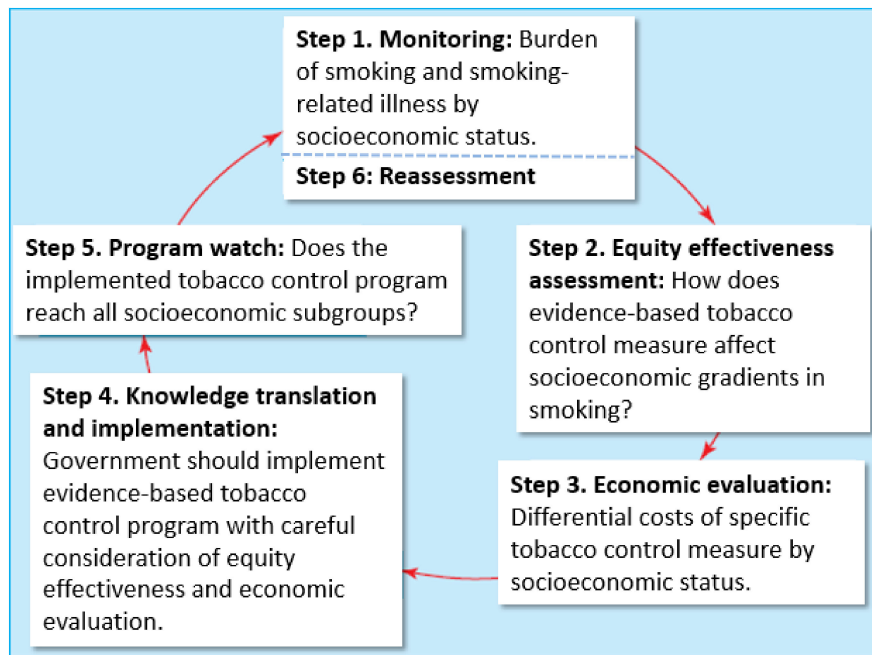 Step 1. Monitoring: Burden
of smoking and smoking-
related illness by
socioeconomic status.
Step 6: Reassessment
Step 2. Equity effectiveness
assessment: How does
evidence-based tobacco
control measure affect
socioeconomic gradients in
smoking?
Step 3. Economic evaluation:
Differential costs of specific
tobacco control measure by
socioeconomic status.
Step 4. Knowledge translation
and implementation:
Government should implement
evidence-based tobacco
control program with careful
consideration of equity
effectiveness and economic
evaluation.
Step 5. Program watch: Does the
implemented tobacco control program
reach all socioeconomic subgroups?